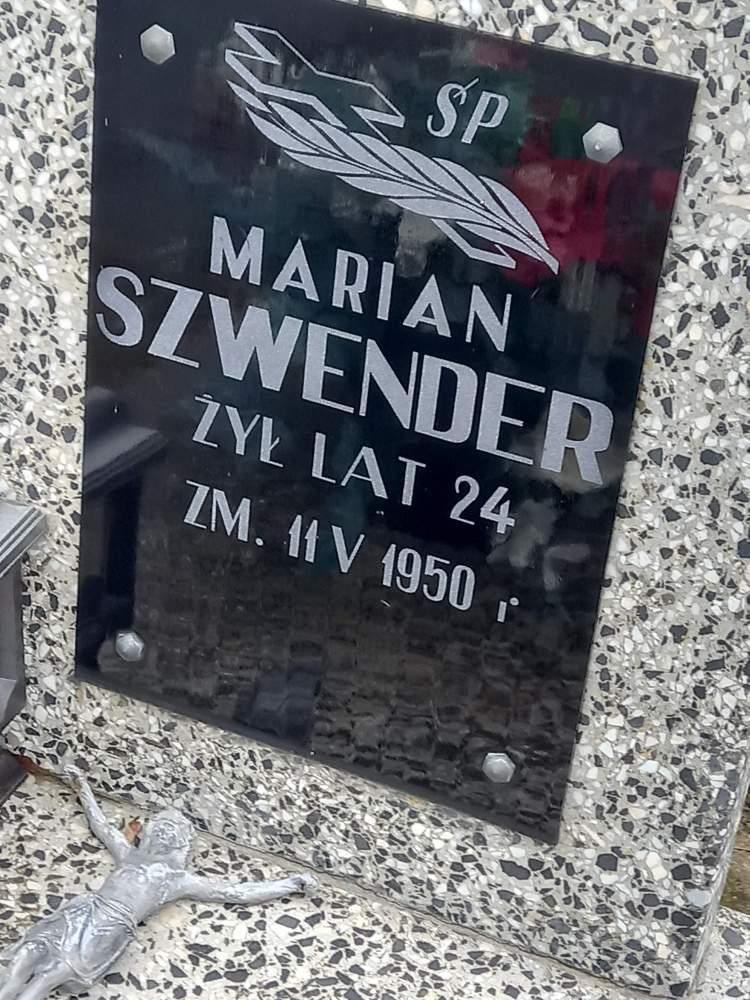 ŚP
MARIAN
SZWENDER
ŻYŁ LAT 24
ZM. 11 V 1950 r.